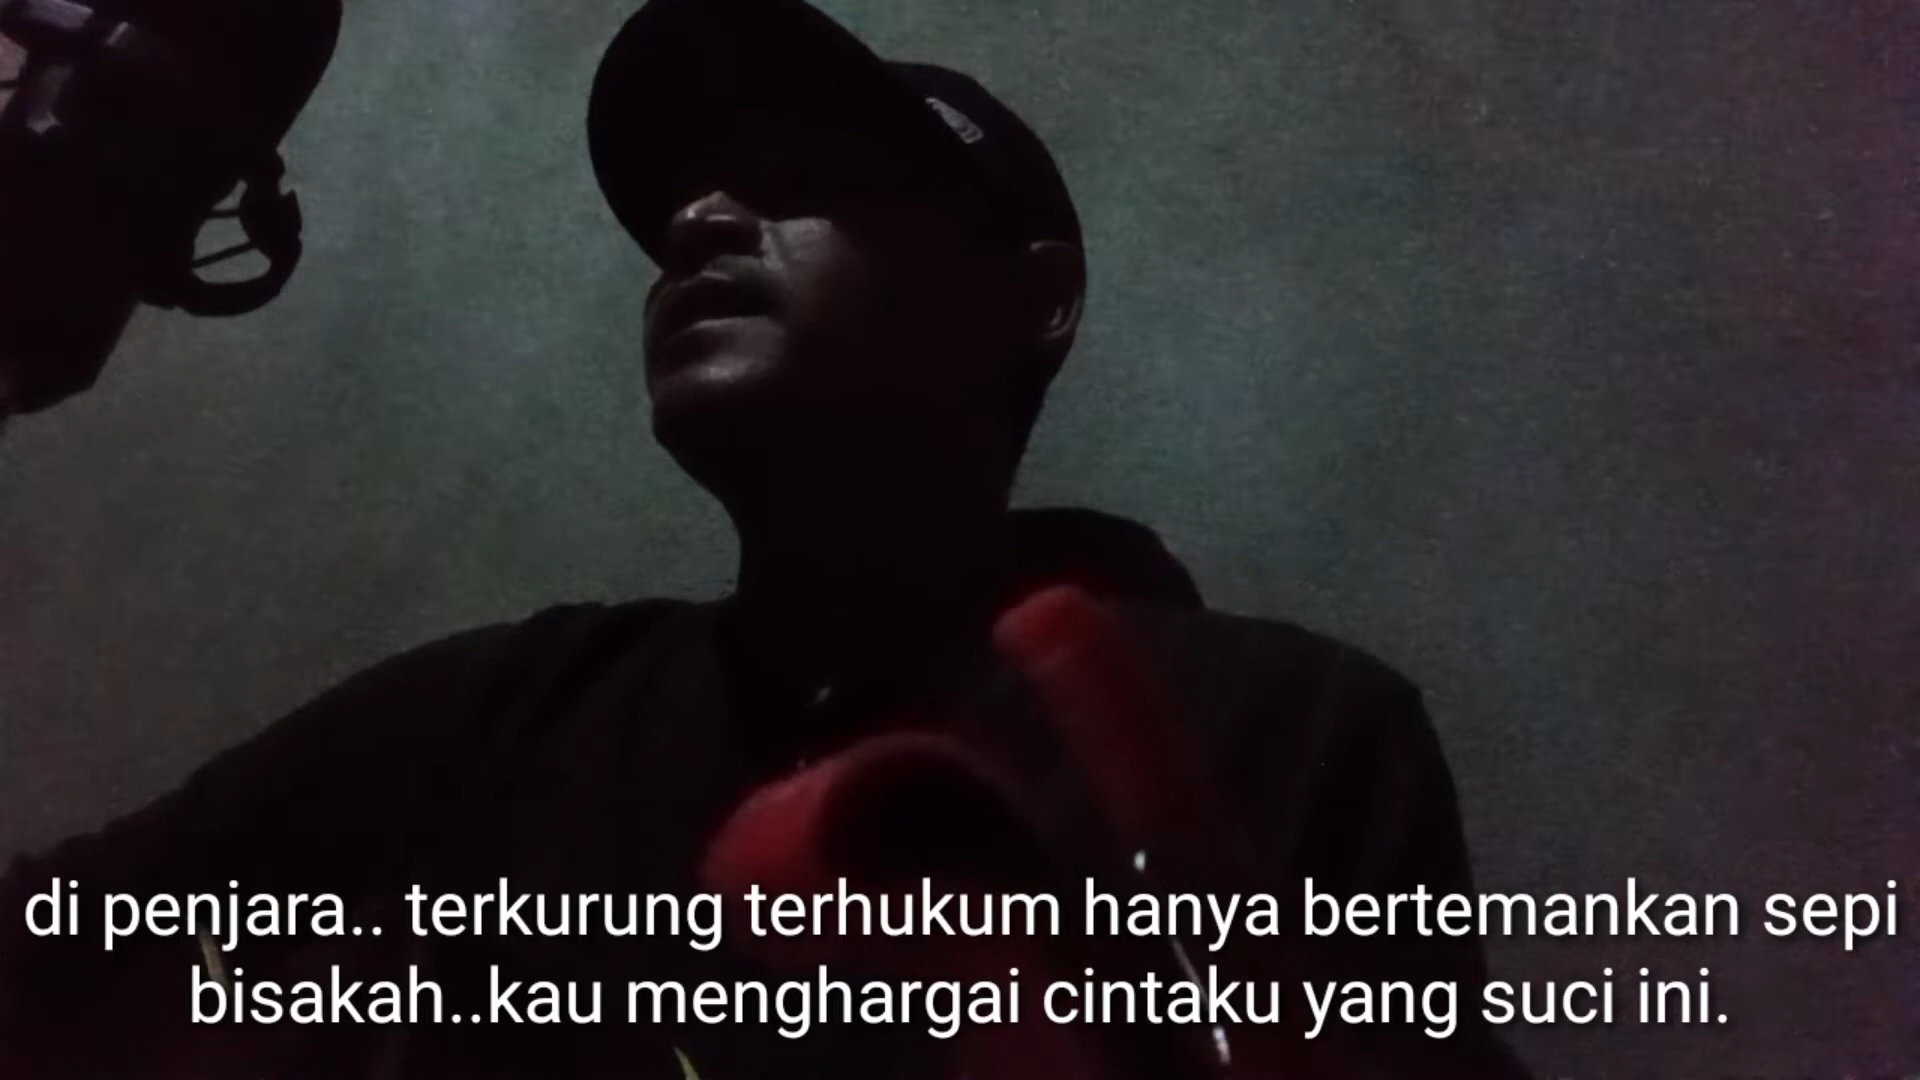 di penjara.. terkurung terhukum hanya bertemankan sepi
bisakah..kau menghargai cintaku yang suci ini.